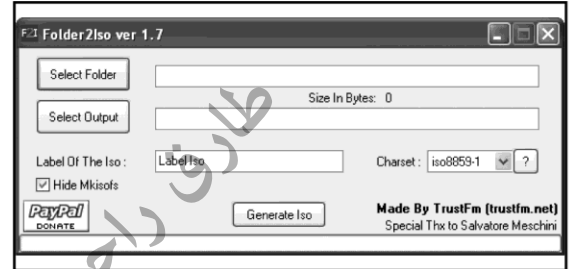 F2I Folder2Iso ver 1.7
Select Folder
Size In Bytes: 0
Select Output
Label Of The Iso : Label Iso Charset : iso8859-1 ?
Hide Mkisofs
PayPal
DONATE
Generate Iso
Made By TrustFm (trustfm.net)
Special Thx to Salvatore Meschini
طارق